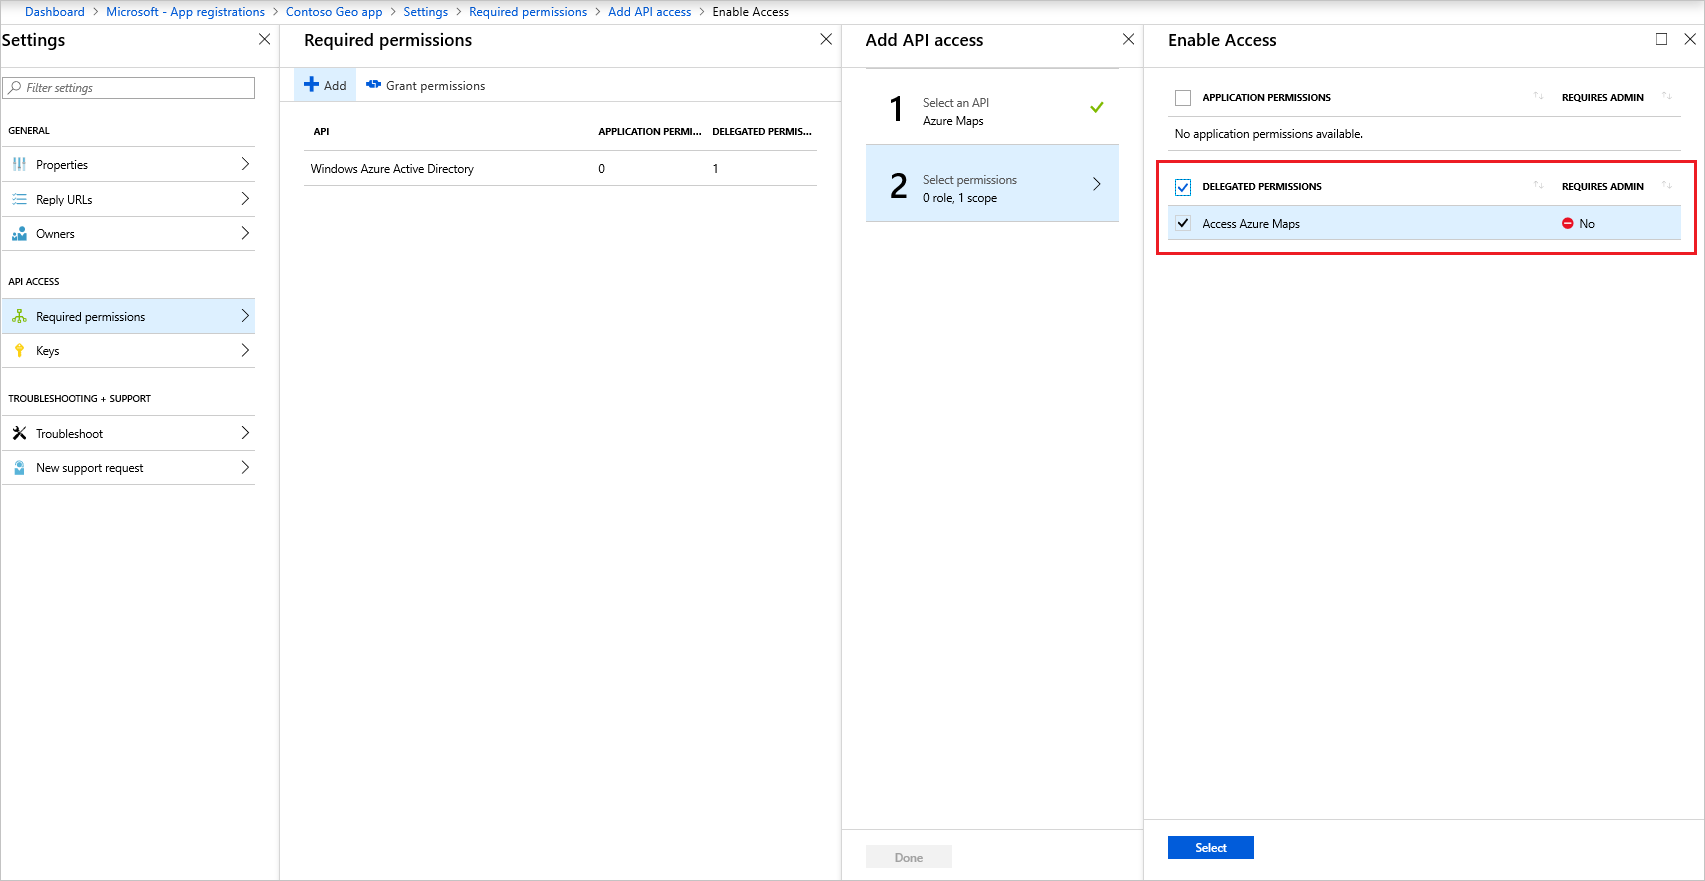 Dashboard > Microsoft - App registrations > Contoso Geo app > Settings > Required permissions > Add API access > Enable Access
Settings
Filter settings
GENERAL
Properties
Reply URLs
Owners
API ACCESS
Required permissions
Keys
TROUBLESHOOTING + SUPPORT
Troubleshoot
New support request
Required permissions
Add
Grant permissions
API APPLICATION PERMI... DELEGATED PERMIS...
Windows Azure Active Directory 0 1
Add API access
1 Select an API
Azure Maps
2 Select permissions
0 role, 1 scope
Done
Enable Access
APPLICATION PERMISSIONS REQUIRES ADMIN
No application permissions available.
DELEGATED PERMISSIONS REQUIRES ADMIN
Access Azure Maps No
Select